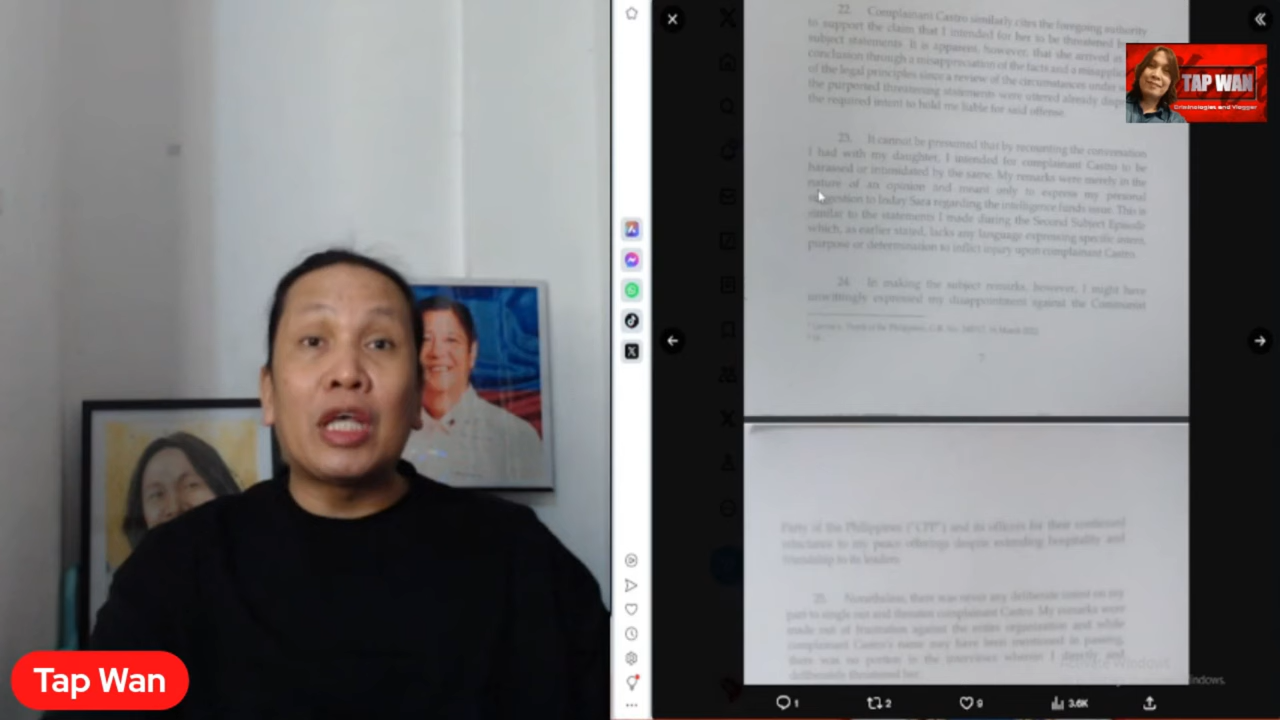 22. Complainant Castro similarly cites the foregoing authority
to support the claim that I intended for her to be threatened by
subject statements. It is apparent, however, that she arrived
conclusion through a misappreciation of the facts and a
of the legal principles since a review of the circumstances under
the purported threatening statements were uttered already
the required intent to hold me liable for said offense.
23. It cannot be presumed that by recounting the conversation
I had with my daughter, I intended for complainant Castro to be
harassed or intimidated by the same. My remarks were merely in the
nature of an opinion and meant only to express my personal
suggestion to Inday Sara regarding the intelligence funds issue. This is
similar to the statements I made during the Second Subject Episode
which, as earlier stated, lacks any language expressing specific intent,
purpose or determination to inflict injury upon complainant Castro.
24. In making the subject remarks, however, I might have
unwittingly expressed my disappointment against the Communist
7
Party of the Philippines ("CPP") and its officers for their continued
reluctance to my peace offerings despite extending hospitality and
friendship to its leaders.
25. Nonetheless, there was never any deliberate intent on my
part to single out and threaten complainant Castro. My remarks were
made out of frustration against the entire organization and while
complainant Castro's name may have been mentioned in passing,
there was no portion in the interviews wherein I directly and
deliberately threatened her.
TAP WAN
Criminologist and Vlogger
Tap Wan
1
2
9
3.6K